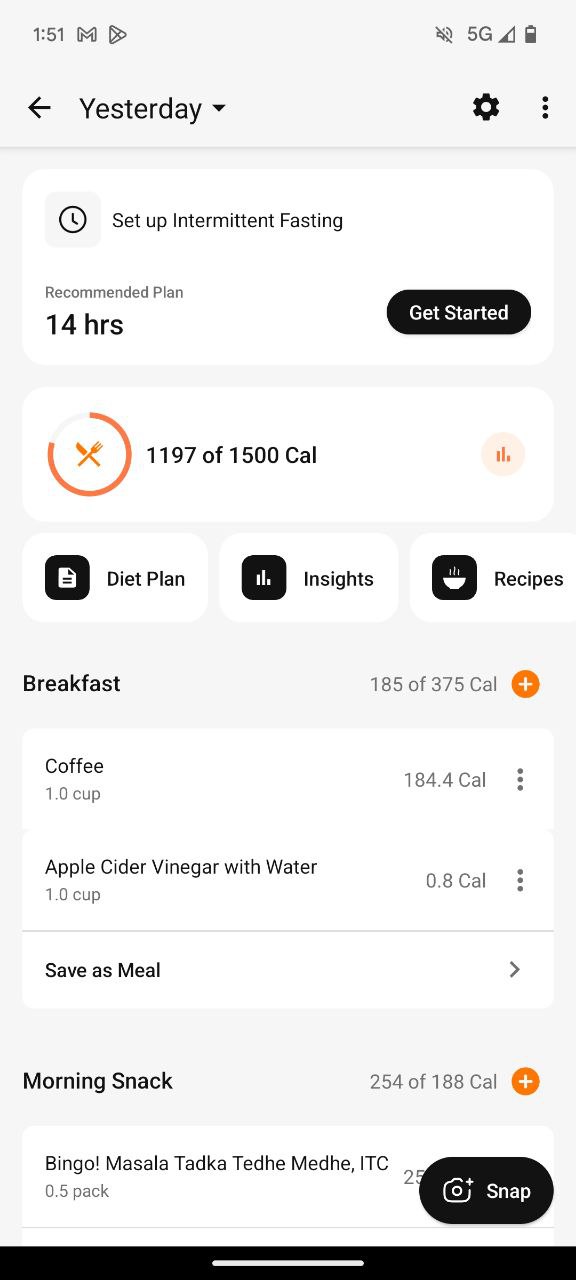 1:51
5G
Yesterday
Set up Intermittent Fasting
Recommended Plan
14 hrs
Get Started
1197 of 1500 Cal
Diet Plan
Insights
Recipes
Breakfast
185 of 375 Cal
Coffee
184.4 Cal
1.0 cup
Apple Cider Vinegar with Water
0.8 Cal
1.0 cup
Save as Meal
Morning Snack
254 of 188 Cal
Bingo! Masala Tadka Tedhe Medhe, ITC
0.5 pack
Snap